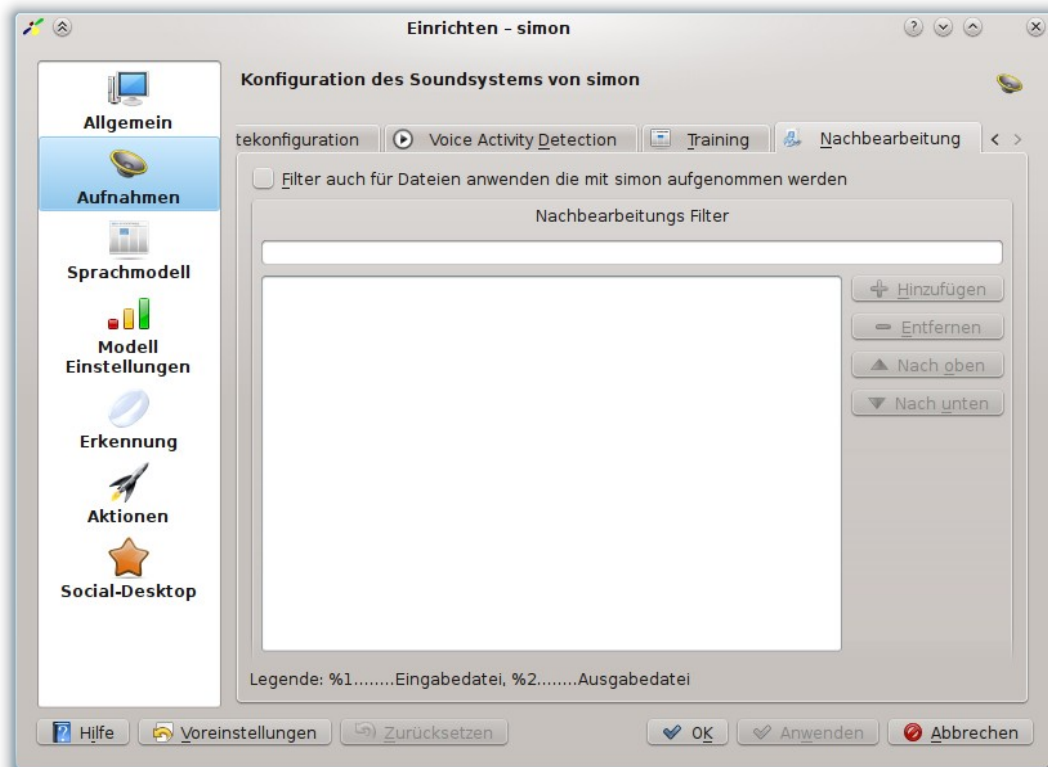 Einrichten – simon
Allgemein
Aufnahmen
Sprachmodell
Modell
Einstellungen
Erkennung
Aktionen
Social-Desktop
Konfiguration des Soundsystems von simon
tekonfiguration
Voice Activity Detection
Training
Nachbearbeitung
Filter auch für Dateien anwenden die mit simon aufgenommen werden
Nachbearbeitungs Filter
Hinzufügen
Entfernen
Nach oben
Nach unten
Legende: %1........Eingabedatei, %2........Ausgabedatei
Hilfe
Voreinstellungen
Zurücksetzen
OK
Anwenden
Abbrechen